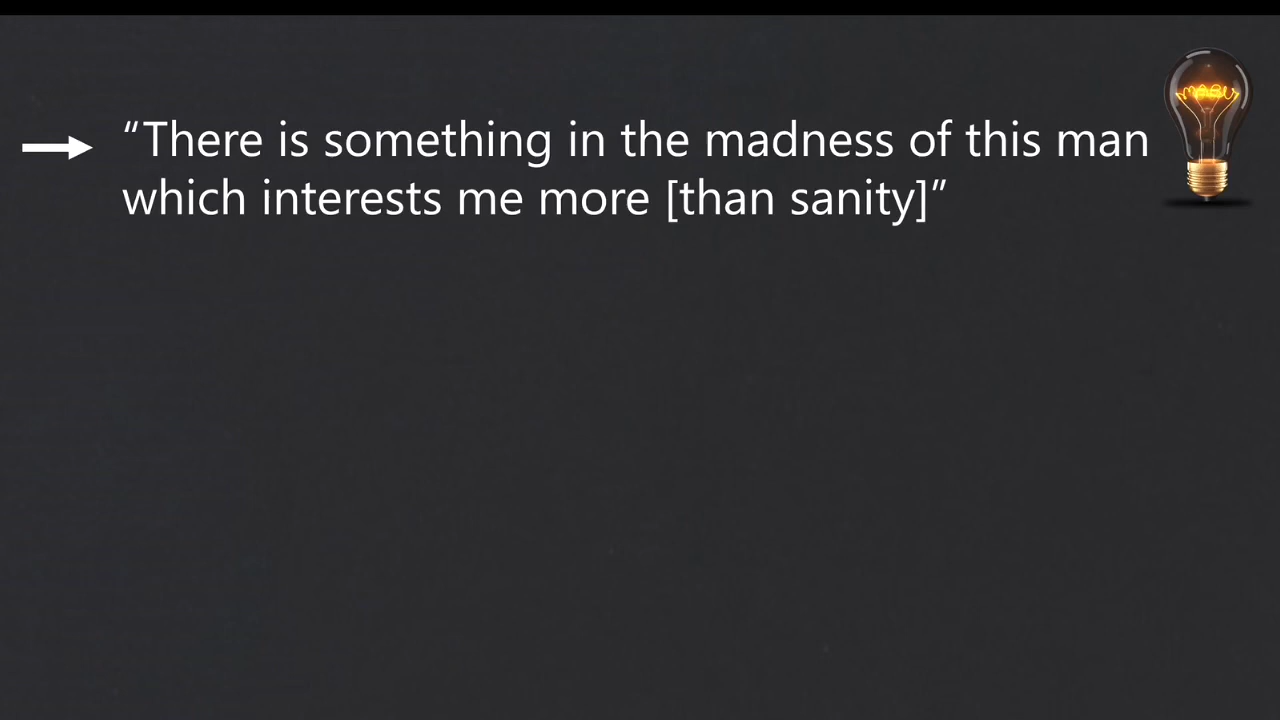 “There is something in the madness of this man
which interests me more [than sanity]”